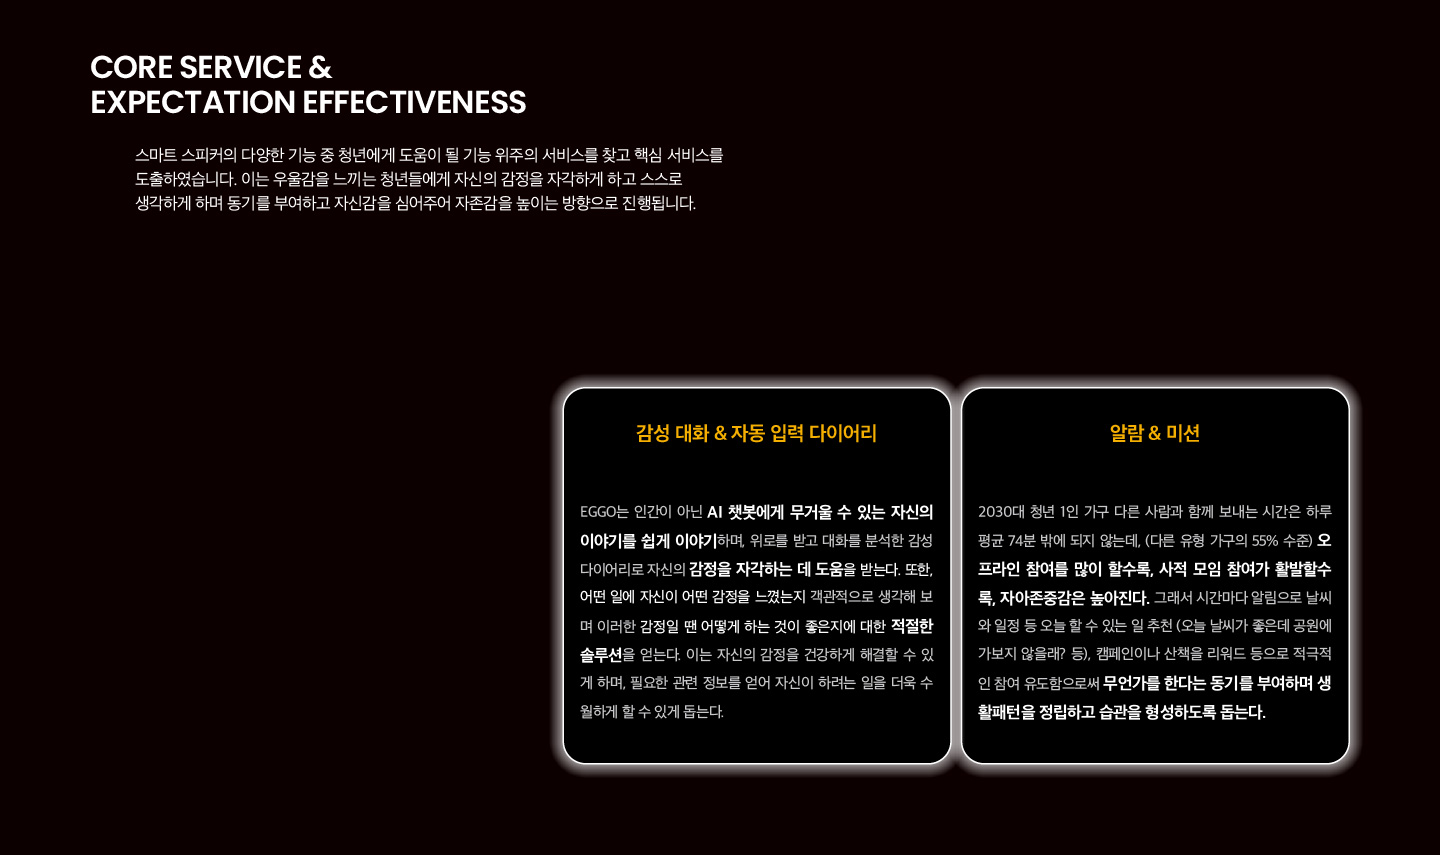 CORE SERVICE &
EXPECTATION EFFECTIVENESS
스마트 스피커의 다양한 기능 중 청년에게 도움이 될 기능 위주의 서비스를 찾고 핵심 서비스를
도출하였습니다. 이는 우울감을 느끼는 청년들에게 자신의 감정을 자각하게 하고 스스로
생각하게 하며 동기를 부여하고 자신감을 심어주어 자존감을 높이는 방향으로 진행됩니다.
감성 대화 & 자동 입력 다이어리
EGGO는 인간이 아닌 AI 챗봇에게 무거울 수 있는 자신의
이야기를 쉽게 이야기하며, 위로를 받고 대화를 분석한 감성
다이어리로 자신의 감정을 자각하는 데 도움을 받는다. 또한,
어떤 일에 자신이 어떤 감정을 느꼈는지 객관적으로 생각해 보
며 이러한 감정일 땐 어떻게 하는 것이 좋은지에 대한 적절한
솔루션을 얻는다. 이는 자신의 감정을 건강하게 해결할 수 있
게 하며, 필요한 관련 정보를 얻어 자신이 하려는 일을 더욱 수
월하게 할 수 있게 돕는다.
알람 & 미션
2030대 청년 1인 가구 다른 사람과 함께 보내는 시간은 하루
평균 74분 밖에 되지 않는데, (다른 유형 가구의 55% 수준) 오
프라인 참여를 많이 할수록, 사적 모임 참여가 활발할수
록, 자아존중감은 높아진다. 그래서 시간마다 알림으로 날씨
와 일정 등 오늘 할 수 있는 일 추천 (오늘 날씨가 좋은데 공원에
가보지 않을래? 등), 캠페인이나 산책을 리워드 등으로 적극적
인 참여 유도함으로써 무언가를 한다는 동기를 부여하며 생
활패턴을 정립하고 습관을 형성하도록 돕는다.